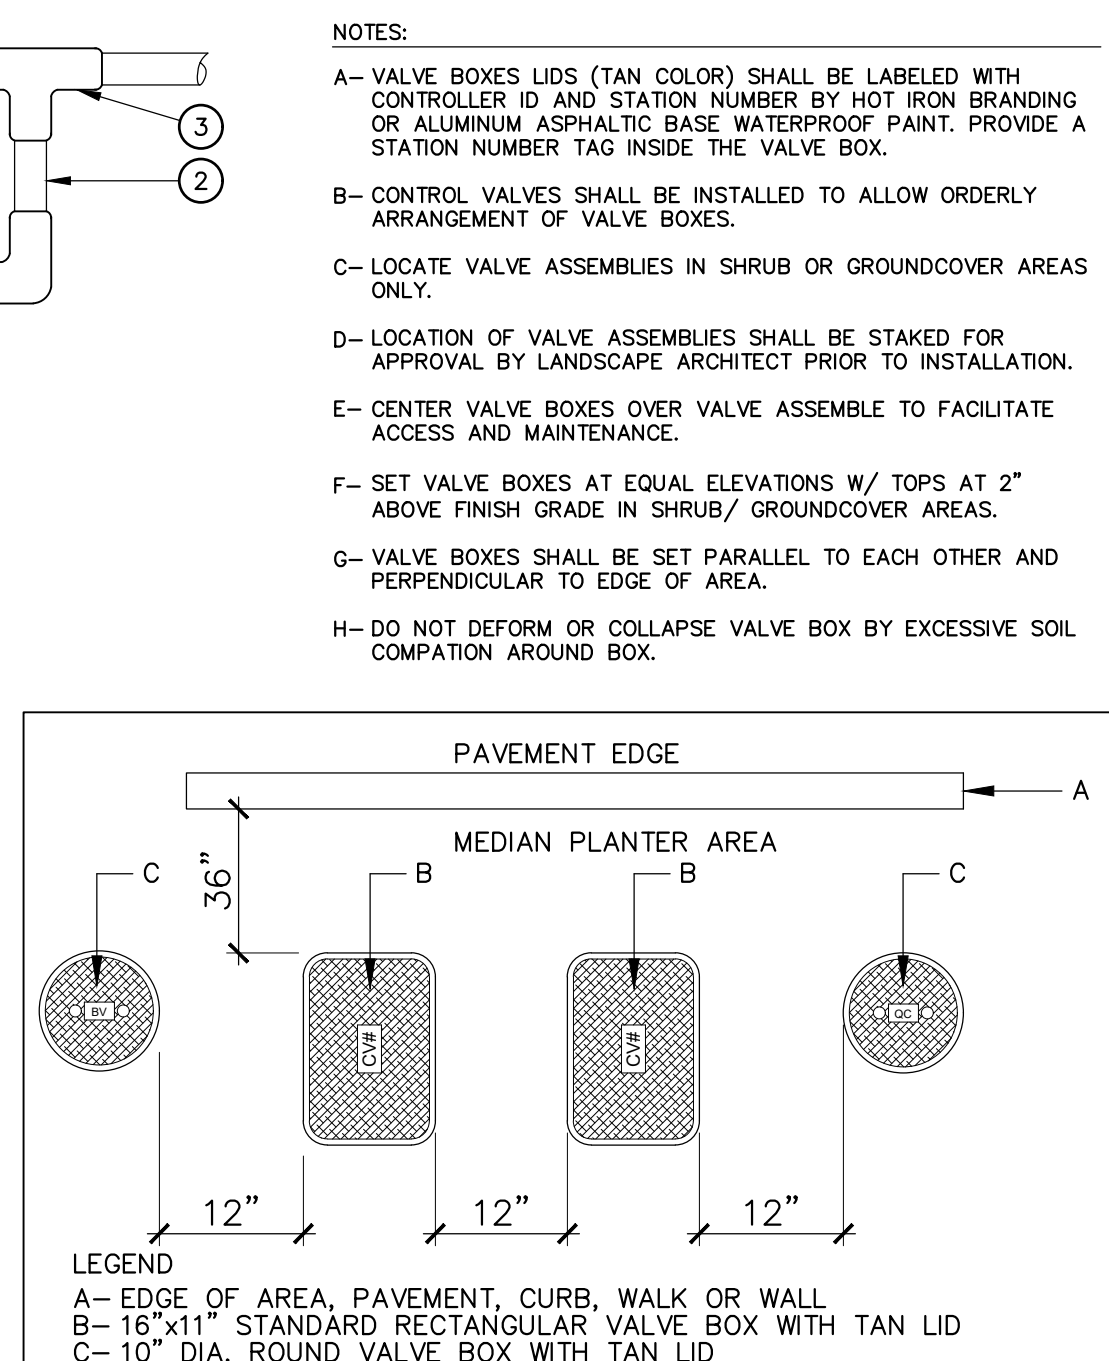 3
2
NOTES:
A– VALVE BOXES LIDS (TAN COLOR) SHALL BE LABELED WITH
CONTROLLER ID AND STATION NUMBER BY HOT IRON BRANDING
OR ALUMINUM ASPHALTIC BASE WATERPROOF PAINT. PROVIDE A
STATION NUMBER TAG INSIDE THE VALVE BOX.
B– CONTROL VALVES SHALL BE INSTALLED TO ALLOW ORDERLY
ARRANGEMENT OF VALVE BOXES.
C– LOCATE VALVE ASSEMBLIES IN SHRUB OR GROUNDCOVER AREAS
ONLY.
D– LOCATION OF VALVE ASSEMBLIES SHALL BE STAKED FOR
APPROVAL BY LANDSCAPE ARCHITECT PRIOR TO INSTALLATION.
E– CENTER VALVE BOXES OVER VALVE ASSEMBLE TO FACILITATE
ACCESS AND MAINTENANCE.
F– SET VALVE BOXES AT EQUAL ELEVATIONS W/ TOPS AT 2”
ABOVE FINISH GRADE IN SHRUB/ GROUNDCOVER AREAS.
G– VALVE BOXES SHALL BE SET PARALLEL TO EACH OTHER AND
PERPENDICULAR TO EDGE OF AREA.
H– DO NOT DEFORM OR COLLAPSE VALVE BOX BY EXCESSIVE SOIL
COMPATION AROUND BOX.
PAVEMENT EDGE
A
MEDIAN PLANTER AREA
C
36”
B
B
C
BV
CV#
CV#
QC
12”
12”
12”
LEGEND
A– EDGE OF AREA, PAVEMENT, CURB, WALK OR WALL
B– 16”x11” STANDARD RECTANGULAR VALVE BOX WITH TAN LID
C– 10” DIA. ROUND VALVE BOX WITH TAN LID